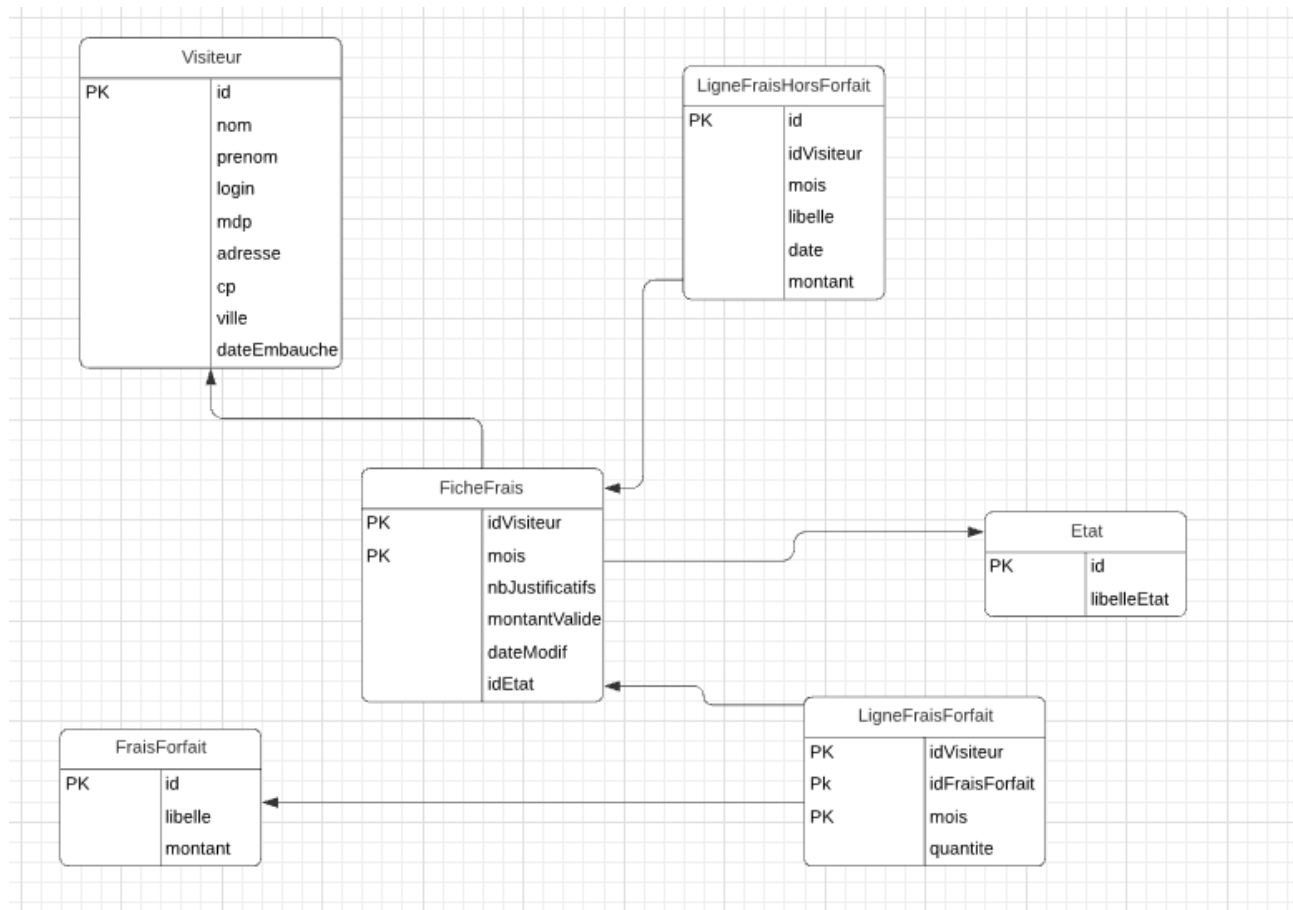 Visiteur
PK id
nom
prenom
login
mdp
adresse
cp
ville
dateEmbauche
LigneFraisHorsForfait
PK id
idVisiteur
mois
libelle
date
montant
FicheFrais
PK idVisiteur
PK mois
nbJustificatifs
montantValide
dateModif
idEtat
Etat
PK id
libelleEtat
LigneFraisForfait
PK idVisiteur
Pk idFraisForfait
PK mois
quantite
FraisForfait
PK id
libelle
montant